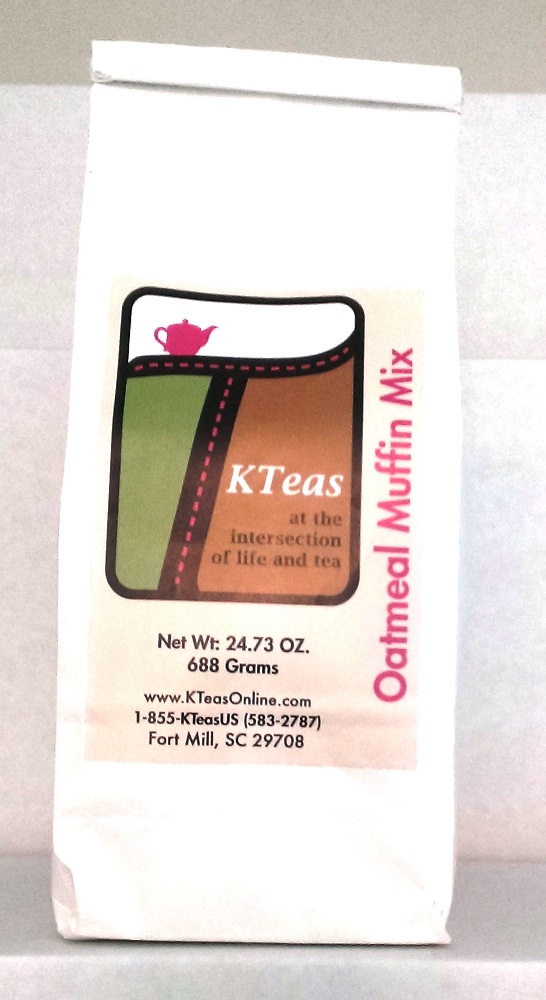 KTeas
at the
intersection
of life and tea
Oatmeal Muffin Mix
Net Wt: 24.73 OZ.
688 Grams
www.KTeasOnline.com
1-855-KTeasUS (583-2787)
Fort Mill, SC 29708